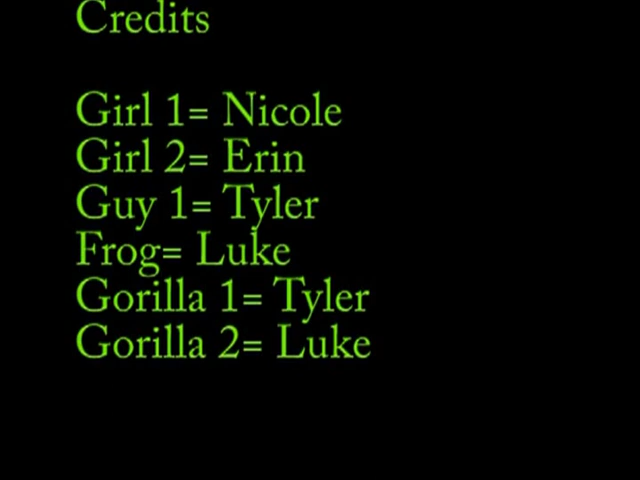 Credits
Girl 1= Nicole
Girl 2= Erin
Guy 1= Tyler
Frog= Luke
Gorilla 1= Tyler
Gorilla 2= Luke